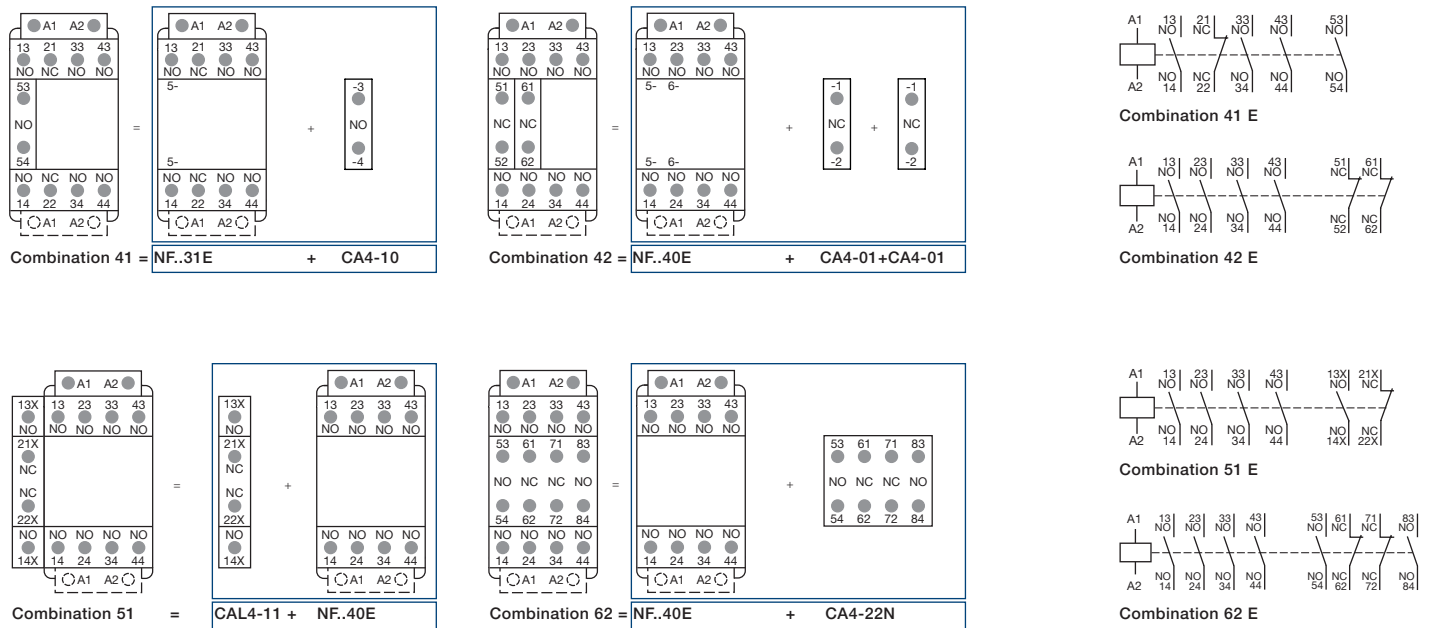 A1 A2
13 21 33 43
NO NC NO NO
53
NO
54
NO NC NO NO
14 22 34 44
A1 A2
=
A1 A2
13 21 33 43
NO NC NO NO
5-
5-
NO NC NO NO
14 22 34 44
A1 A2
+
-3
NO
-4
Combination 41 = NF..31E + CA4-10
A1 A2
13 23 33 43
NO NO NO NO
51 61
NC NC
52 62
NO NO NO NO
14 24 34 44
A1 A2
=
A1 A2
13 23 33 43
NO NO NO NO
5- 6-
5- 6-
NO NO NO NO
14 24 34 44
A1 A2
+
-1
NC
-2
+
-1
NC
-2
Combination 42 = NF..40E + CA4-01+CA4-01
A1 13 21 33 43 53
NO NC NO NO NO
A2 NO NC NO NO NO
14 22 34 44 54
Combination 41 E
A1 13 23 33 43 51 61
NO NO NO NO NC NC
A2 NO NO NO NO NC NC
14 24 34 44 52 62
Combination 42 E
A1 A2
13X 13 23 33 43
NO NO NO NO NO
21X
NC
NC
22X
NO NO NO NO NO
14X 14 24 34 44
A1 A2
=
13X
NO
21X
NC
NC
22X
NO
14X
+
A1 A2
13 23 33 43
NO NO NO NO
NO NO NO NO
14 24 34 44
A1 A2
Combination 51 = CAL4-11 + NF..40E
A1 A2
13 23 33 43
NO NO NO NO
53 61 71 83
NO NC NC NO
54 62 72 84
NO NO NO NO
14 24 34 44
A1 A2
=
A1 A2
13 23 33 43
NO NO NO NO
NO NO NO NO
14 24 34 44
A1 A2
+
53 61 71 83
NO NC NC NO
54 62 72 84
Combination 62 = NF..40E + CA4-22N
A1 13 23 33 43 13X 21X
NO NO NO NO NO NC
A2 NO NO NO NO NO NC
14 24 34 44 14X 22X
Combination 51 E
A1 13 23 33 43 53 61 71 83
NO NO NO NO NO NC NC NO
A2 NO NO NO NO NO NC NC NO
14 24 34 44 54 62 72 84
Combination 62 E